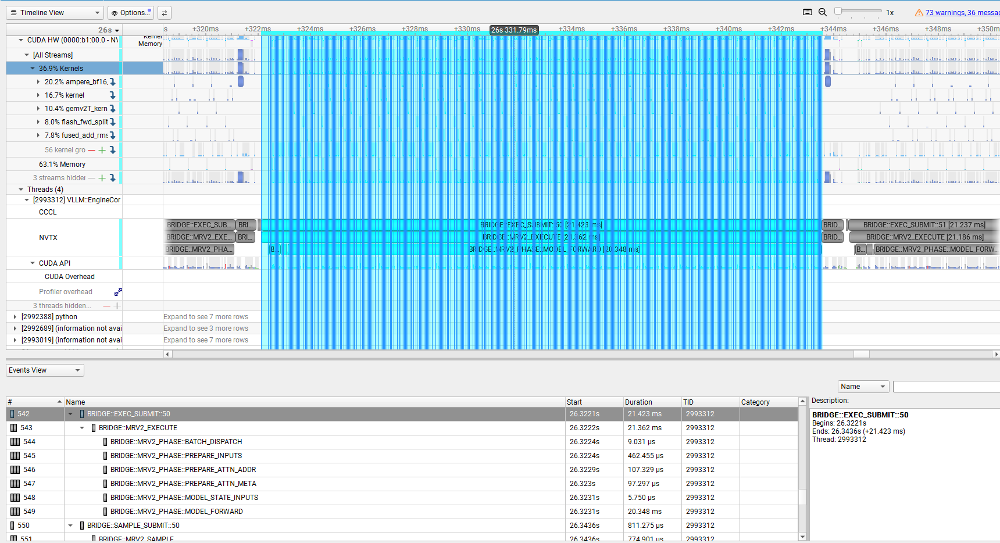 Timeline View
Options...
1x
73 warnings, 36 messag
26s
s +320ms +322ms +324ms +326ms +328ms +330ms 26s 331.79ms +334ms +336ms +338ms +340ms +342ms +344ms +346ms +348ms +350m
CUDA HW (0000:b1:00.0 - NV
Kernel
Memory
[All Streams]
36.9% Kernels
20.2% ampere_bf16_
16.7% kernel
10.4% gemv2T_kern
8.0% flash_fwd_split
7.8% fused_add_rms
56 kernel gro
63.1% Memory
3 streams hidder
Threads (4)
[2993312] VLLM::EngineCor
CCCL
NVTX
BRIDGE::EXEC_SUB... BRI... BRIDGE::EXEC_SUBMIT::50 [21.423 ms] BRID... BRIDGE::EXEC_SUBMIT::51 [21.237 ms]
BRIDGE::MRV2_EXE... BRI... BRIDGE::MRV2_EXECUTE [21.362 ms] BRID... BRIDGE::MRV2_EXECUTE [21.186 ms]
BRIDGE::MRV2_PHA... B... BRIDGE::MRV2_PHASE::MODEL_FORWARD [20.348 ms] B... BRIDGE::MRV2_PHASE::MODEL_FORW...
CUDA API
CUDA Overhead
Profiler overhead
3 threads hidden...
[2992388] python Expand to see 7 more rows
[2992689] (information not avai Expand to see 3 more rows
[2993019] (information not avai Expand to see 7 more rows
Events View
Name
# Name Start Duration TID Category
542 BRIDGE::EXEC_SUBMIT::50 26.3221s 21.423 ms 2993312
543 BRIDGE::MRV2_EXECUTE 26.3222s 21.362 ms 2993312
544 BRIDGE::MRV2_PHASE::BATCH_DISPATCH 26.3224s 9.031 μs 2993312
545 BRIDGE::MRV2_PHASE::PREPARE_INPUTS 26.3224s 462.455 μs 2993312
546 BRIDGE::MRV2_PHASE::PREPARE_ATTN_ADDR 26.3229s 107.329 μs 2993312
547 BRIDGE::MRV2_PHASE::PREPARE_ATTN_META 26.323s 97.297 μs 2993312
548 BRIDGE::MRV2_PHASE::MODEL_STATE_INPUTS 26.3231s 5.750 μs 2993312
549 BRIDGE::MRV2_PHASE::MODEL_FORWARD 26.3231s 20.348 ms 2993312
550 BRIDGE::SAMPLE_SUBMIT::50 26.3436s 811.275 μs 2993312
551 BRIDGE::MRV2_SAMPLE 26.3436s 774.901 μs 2993312
Description:
BRIDGE::EXEC_SUBMIT::50
Begins: 26.3221s
Ends: 26.3436s (+21.423 ms)
Thread: 2993312